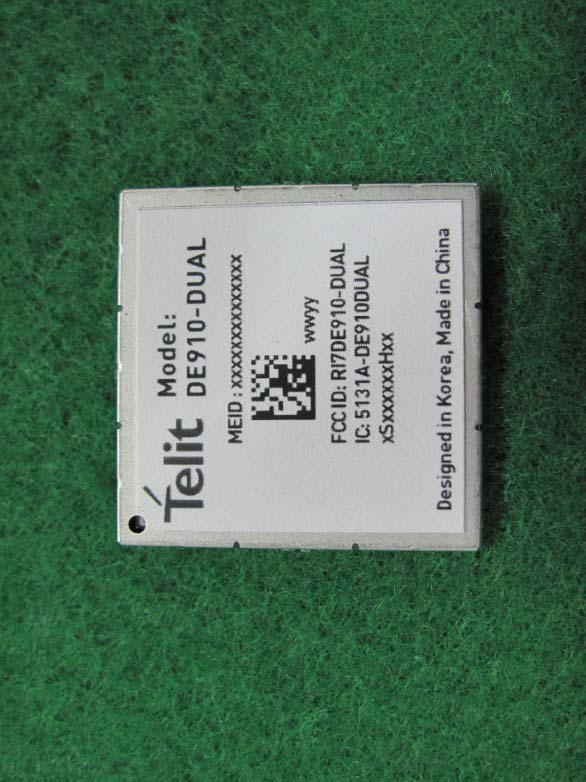 Telit
Model:
DE910-DUAL
MEID : xxxxxxxxxxxxxxxx
wwyy
FCC ID: RI7DE910-DUAL
IC: 5131A-DE910DUAL
xSxxxxxxHxx
Designed in Korea, Made in China